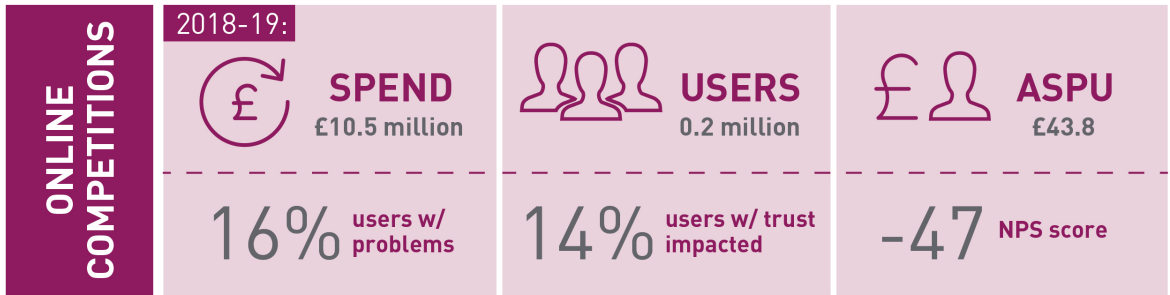 ONLINE
COMPETITIONS
2018-19:
£
SPEND
£10.5 million
USERS
0.2 million
£
ASPU
£43.8
16%
users w/
problems
14%
users w/ trust
impacted
-47
NPS score